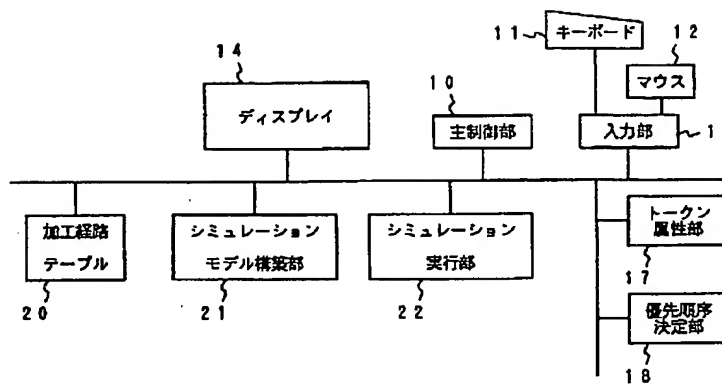 11
キーボード
12
マウス
14
ディスプレイ
10
主制御部
入力部
1
加工経路
テーブル
20
シミュレーション
モデル構築部
21
シミュレーション
実行部
22
トークン
属性部
17
優先順序
決定部
18